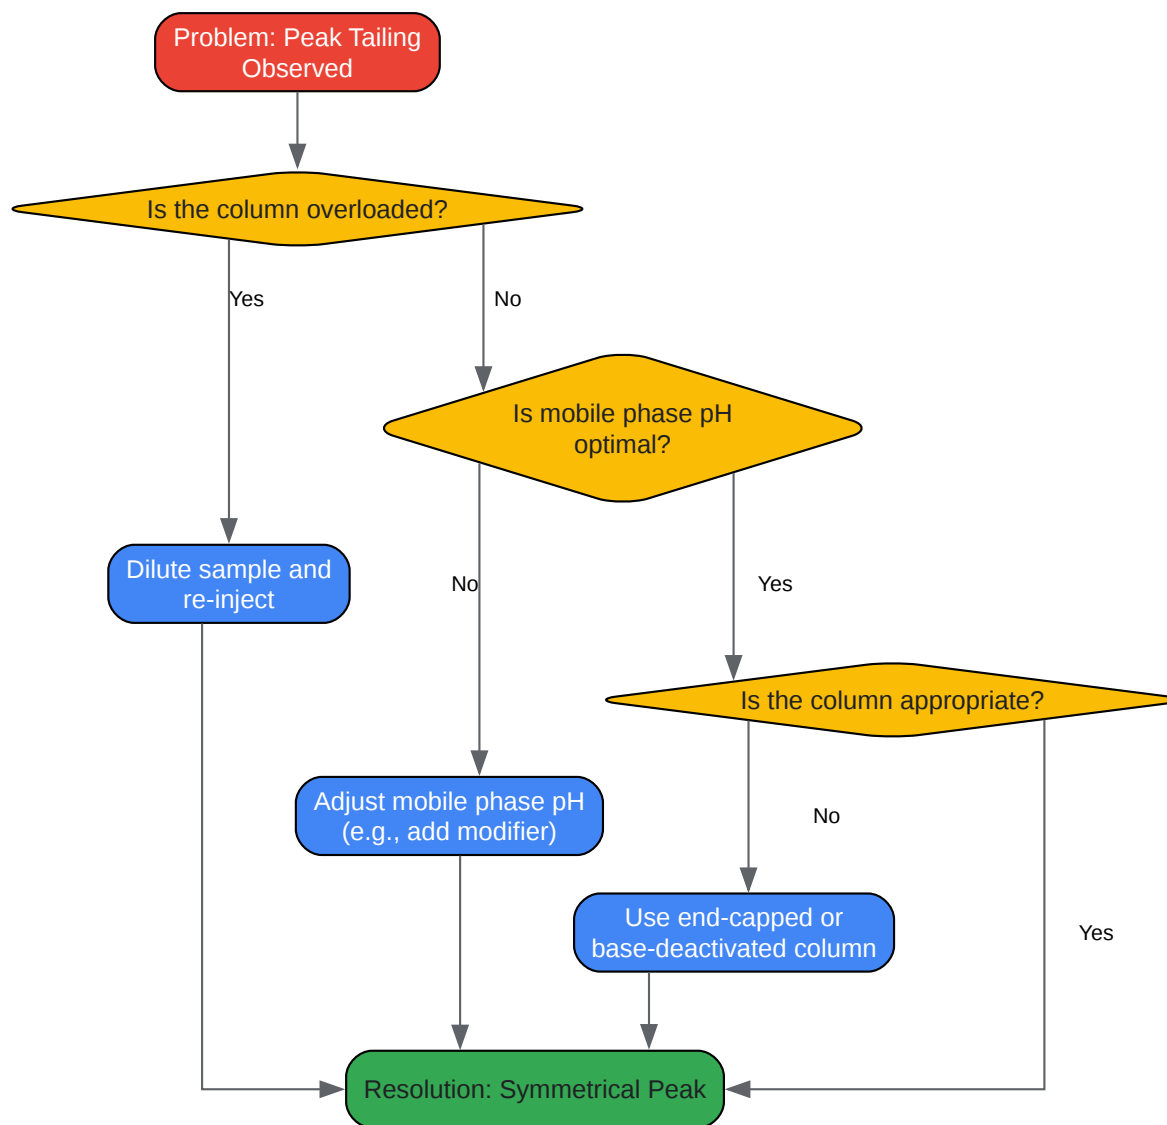 Problem: Peak Tailing
Observed
Is the column overloaded?
Yes
No
Is mobile phase pH
optimal?
Dilute sample and
re-inject
No
Yes
Is the column appropriate?
Adjust mobile phase pH
(e.g., add modifier)
No
Use end-capped or
base-deactivated column
Yes
Resolution: Symmetrical Peak